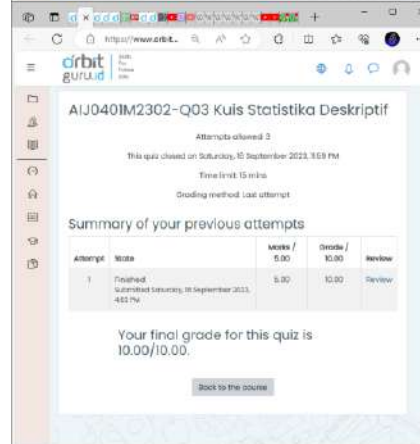 https://www.orbit...
orbit
guru.id
AIJ0401M2302-Q03 Kuis Statistika Deskriptif
Attempts allowed: 3
This quiz closed on Saturday, 16 September 2023, 11:59 PM
Time limit: 15 mins
Grading method: Last attempt
Summary of your previous attempts
Attempt State Marks / 5.00 Grade / 10.00 Review
1 Finished 5.00 10.00 Review
Submitted Saturday, 16 September 2023,
PM
Your final grade for this quiz is
10.00/10.00.
Back to the course